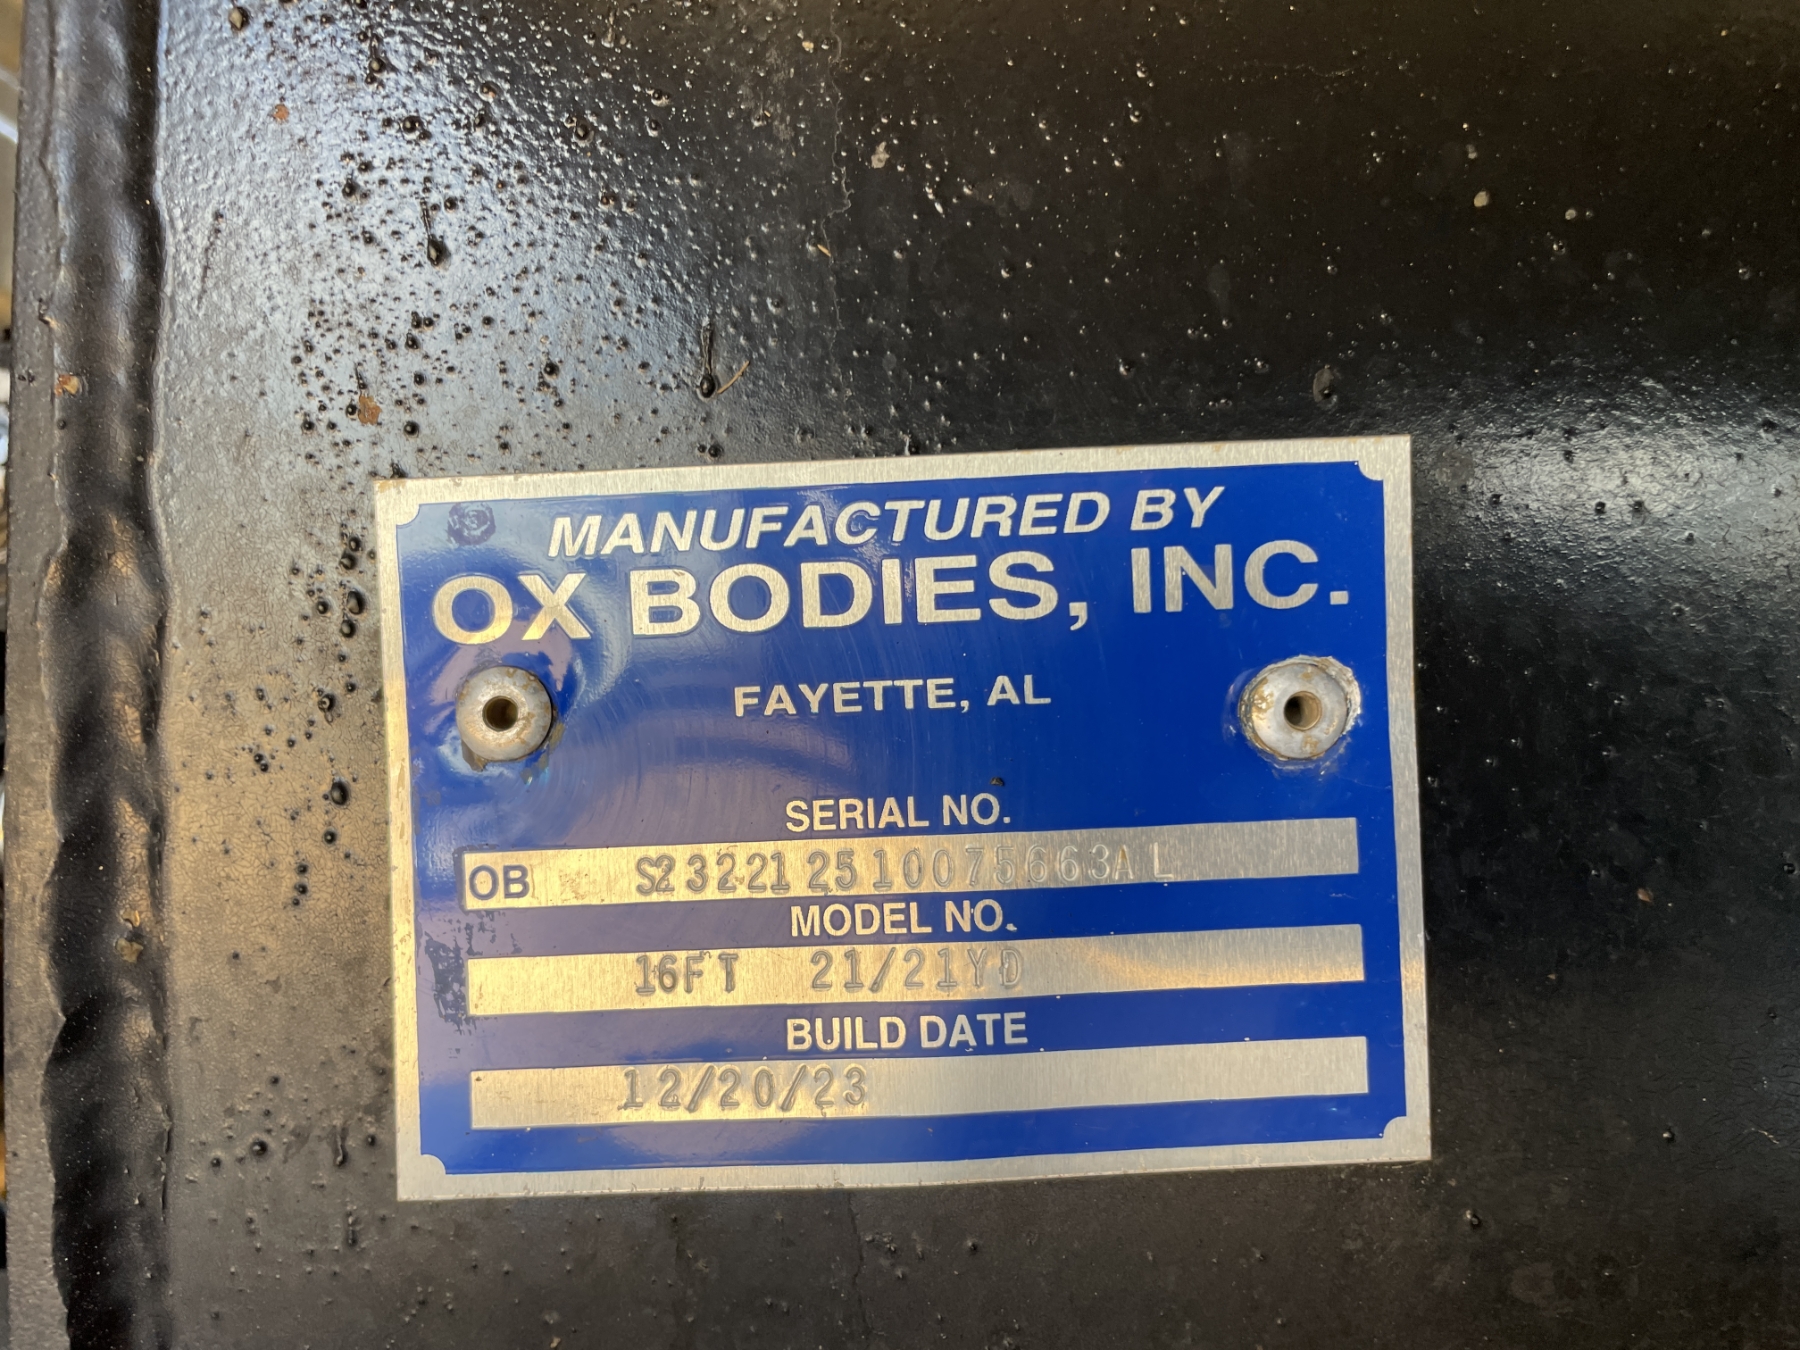 MANUFACTURED BY
OX BODIES, INC.
FAYETTE, AL
SERIAL NO.
OB S232212510075663AL
MODEL NO.
16FT 21/21YD
BUILD DATE
12/20/23